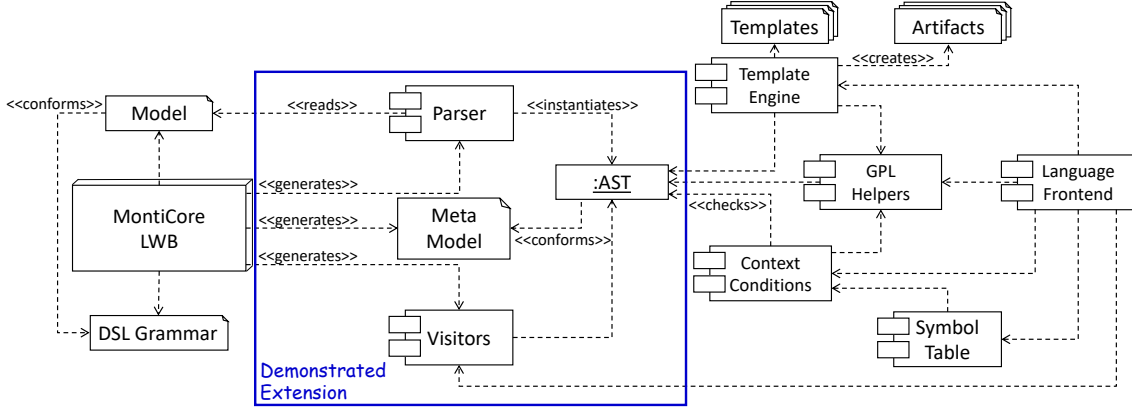 Templates
Artifacts
<<creates>>
Template
Engine
<<conforms>>
Model
<<reads>>
Parser
<<instantiates>>
MontiCore
LWB
<<generates>>
<<generates>>
<<generates>>
:AST
GPL
Helpers
Language
Frontend
<<checks>>
Meta
Model
<<conforms>>
Context
Conditions
DSL Grammar
Visitors
Symbol
Table
Demonstrated
Extension